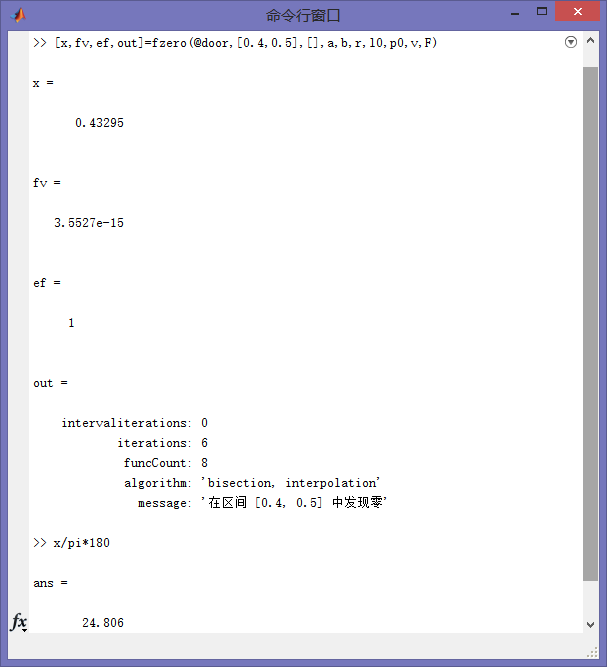 命令行窗口
>> [x,fv,ef,out]=fzero(@door,[0.4,0.5],[],a,b,r,l0,p0,v,F)
x =
0.43295
fv =
3.5527e-15
ef =
1
out =
intervaliterations: 0
iterations: 6
funcCount: 8
algorithm: 'bisection, interpolation'
message: '在区间 [0.4, 0.5] 中发现零'
>> x/pi*180
ans =
24.806
fx